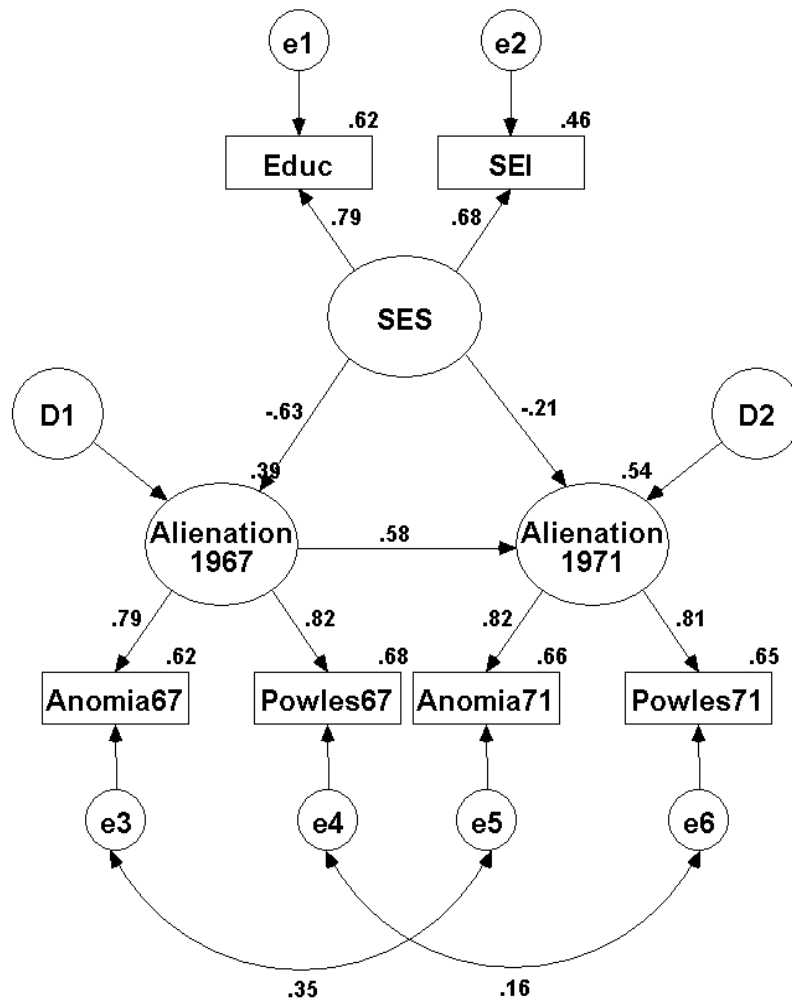 e1
e2
.62
.46
Educ
SEI
.79
.68
SES
D1
-.63
-.21
D2
.39
.54
Alienation
1967
.58
Alienation
1971
.79
.82
.82
.81
.62
.68
.66
.65
Anomia67
Powles67
Anomia71
Powles71
e3
e4
e5
e6
.35
.16